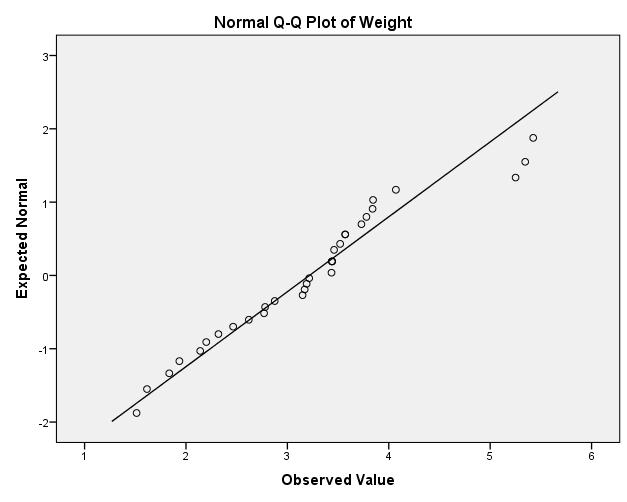 Normal Q-Q Plot of Weight
3
2
1
0
-1
-2
Expected Normal
1 2 3 4 5 6
Observed Value